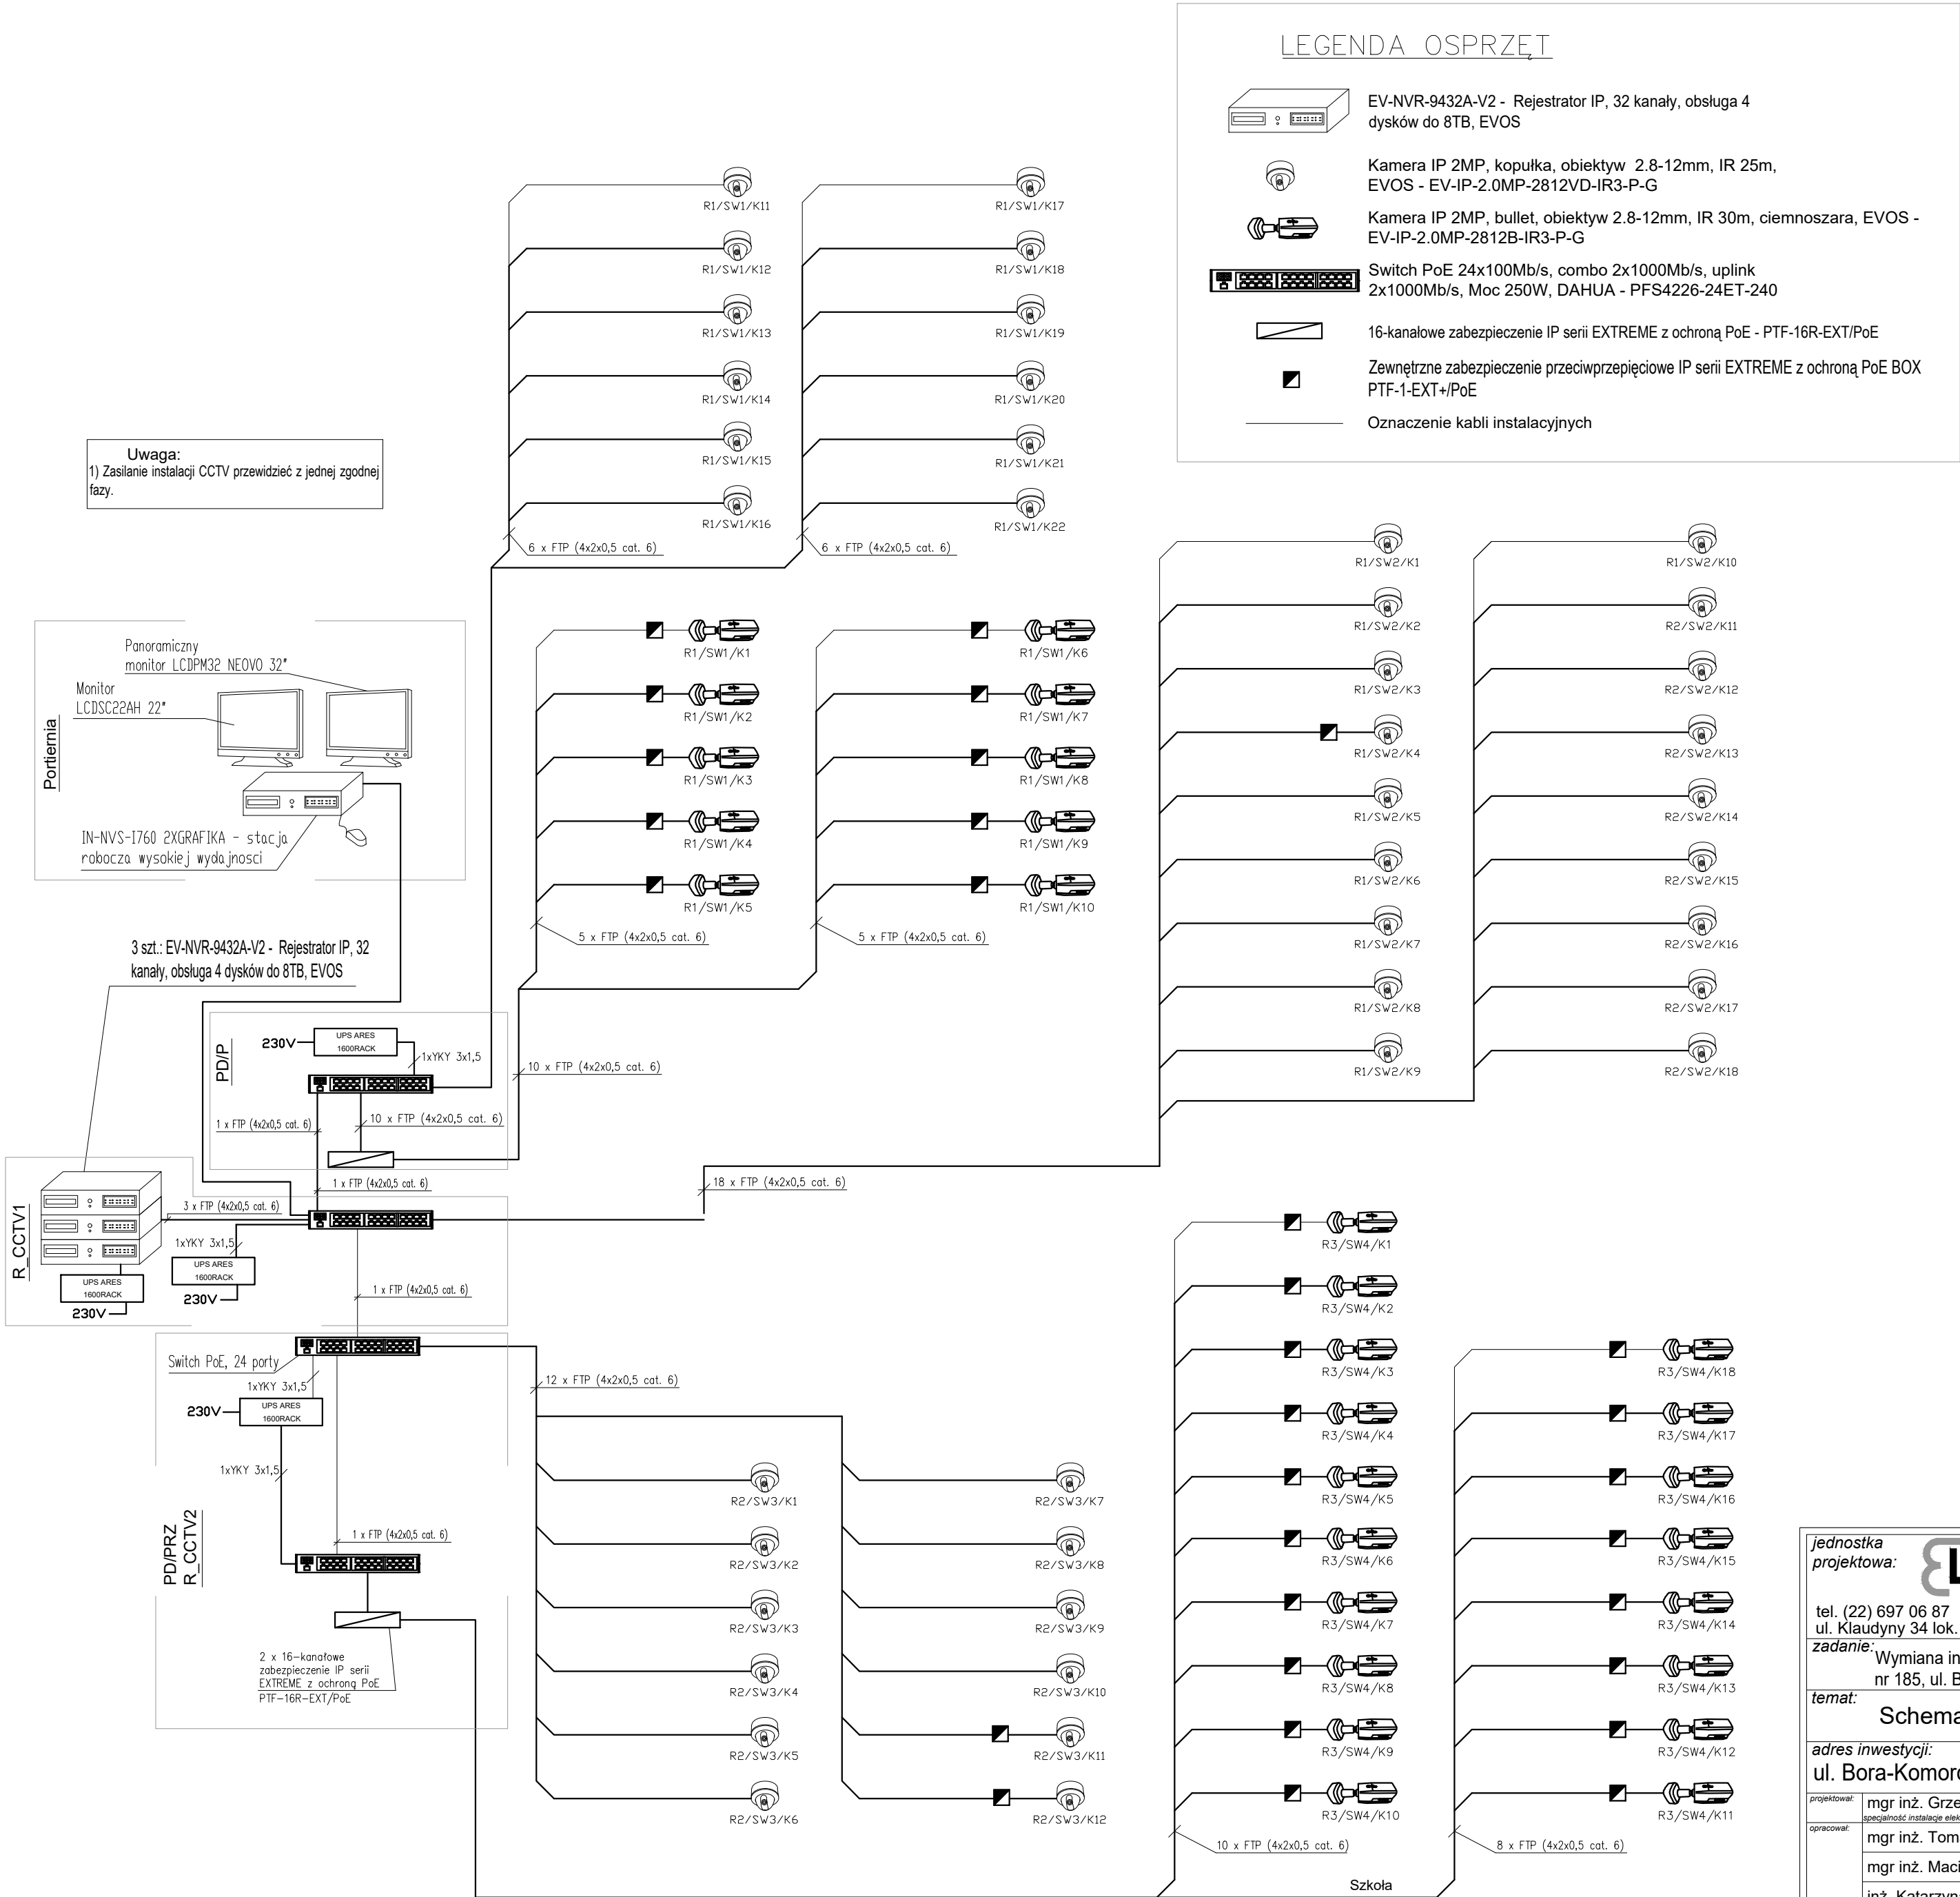 LEGENDA OSPRZĘT
EV-NVR-9432A-V2 - Rejestrator IP, 32 kanały, obsługa 4
dysków do 8TB, EVOS
Kamera IP 2MP, kopułka, obiektyw 2.8-12mm, IR 25m,
EVOS - EV-IP-2.0MP-2812VD-IR3-P-G
Kamera IP 2MP, bullet, obiektyw 2.8-12mm, IR 30m, ciemnoszara, EVOS -
EV-IP-2.0MP-2812B-IR3-P-G
Switch PoE 24x100Mb/s, combo 2x1000Mb/s, uplink
2x1000Mb/s, Moc 250W, DAHUA - PFS4226-24ET-240
16-kanałowe zabezpieczenie IP serii EXTREME z ochroną PoE - PTF-16R-EXT/PoE
Zewnętrzne zabezpieczenie przeciwprzepięciowe IP serii EXTREME z ochroną PoE BOX
PTF-1-EXT+/PoE
Oznaczenie kabli instalacyjnych
Uwaga:
1) Zasilanie instalacji CCTV przewidzieć z jednej zgodnej
fazy.
R1/SW1/K11
R1/SW1/K12
R1/SW1/K13
R1/SW1/K14
R1/SW1/K15
R1/SW1/K16
6 x FTP (4x2x0,5 cat. 6)
R1/SW1/K17
R1/SW1/K18
R1/SW1/K19
R1/SW1/K20
R1/SW1/K21
R1/SW1/K22
6 x FTP (4x2x0,5 cat. 6)
R1/SW1/K1
R1/SW1/K2
R1/SW1/K3
R1/SW1/K4
R1/SW1/K5
5 x FTP (4x2x0,5 cat. 6)
R1/SW1/K6
R1/SW1/K7
R1/SW1/K8
R1/SW1/K9
R1/SW1/K10
5 x FTP (4x2x0,5 cat. 6)
R1/SW2/K1
R1/SW2/K2
R1/SW2/K3
R1/SW2/K4
R1/SW2/K5
R1/SW2/K6
R1/SW2/K7
R1/SW2/K8
R1/SW2/K9
R1/SW2/K10
R2/SW2/K11
R2/SW2/K12
R2/SW2/K13
R2/SW2/K14
R2/SW2/K15
R2/SW2/K16
R2/SW2/K17
R2/SW2/K18
Portiernia
Panoramiczny
monitor LCDPM32 NEOVO 32"
Monitor
LCDSC22AH 22"
IN-NVS-I760 2XGRAFIKA - stacja
robocza wysokiej wydajnosci
3 szt.: EV-NVR-9432A-V2 - Rejestrator IP, 32
kanały, obsługa 4 dysków do 8TB, EVOS
PD/P
230V
UPS ARES
1600RACK
1xYKY 3x1,5
10 x FTP (4x2x0,5 cat. 6)
1 x FTP (4x2x0,5 cat. 6)
10 x FTP (4x2x0,5 cat. 6)
1 x FTP (4x2x0,5 cat. 6)
18 x FTP (4x2x0,5 cat. 6)
R_CCTV1
3 x FTP (4x2x0,5 cat. 6)
1xYKY 3x1,5
UPS ARES
1600RACK
230V
UPS ARES
1600RACK
230V
1 x FTP (4x2x0,5 cat. 6)
Switch PoE, 24 porty
1xYKY 3x1,5
230V
UPS ARES
1600RACK
1xYKY 3x1,5
PD/PRZ
R_CCTV2
1 x FTP (4x2x0,5 cat. 6)
2 x 16-kanałowe
zabezpieczenie IP serii
EXTREME z ochroną PoE
PTF-16R-EXT/PoE
12 x FTP (4x2x0,5 cat. 6)
R2/SW3/K1
R2/SW3/K2
R2/SW3/K3
R2/SW3/K4
R2/SW3/K5
R2/SW3/K6
R2/SW3/K7
R2/SW3/K8
R2/SW3/K9
R2/SW3/K10
R2/SW3/K11
R2/SW3/K12
R3/SW4/K1
R3/SW4/K2
R3/SW4/K3
R3/SW4/K4
R3/SW4/K5
R3/SW4/K6
R3/SW4/K7
R3/SW4/K8
R3/SW4/K9
R3/SW4/K10
10 x FTP (4x2x0,5 cat. 6)
R3/SW4/K18
R3/SW4/K17
R3/SW4/K16
R3/SW4/K15
R3/SW4/K14
R3/SW4/K13
R3/SW4/K12
R3/SW4/K11
8 x FTP (4x2x0,5 cat. 6)
Szkoła
jednostka
projektowa:
tel. (22) 697 06 87
ul. Klaudyny 34 lok.
zadanie:
Wymiana in
nr 185, ul. B
temat:
Schema
adres inwestycji:
ul. Bora-Komoro
projektował:
mgr inż. Grze
specjalność instalacje elek
opracował:
mgr inż. Tom
mgr inż. Maci
inż. Katarzyn